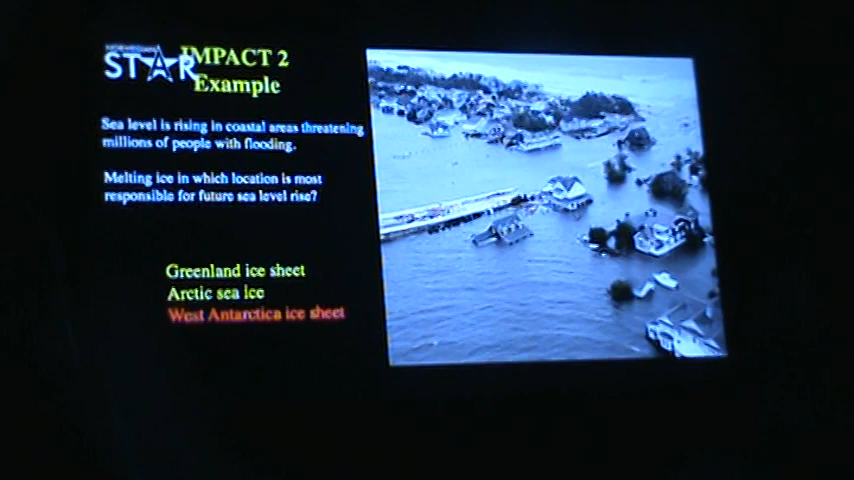 NORWEGIAN
STAR
IMPACT 2
Example
Sea level is rising in coastal areas threatening
millions of people with flooding.
Melting ice in which location is most
responsible for future sea level rise?
Greenland ice sheet
Arctic sea ice
West Antarctica ice sheet